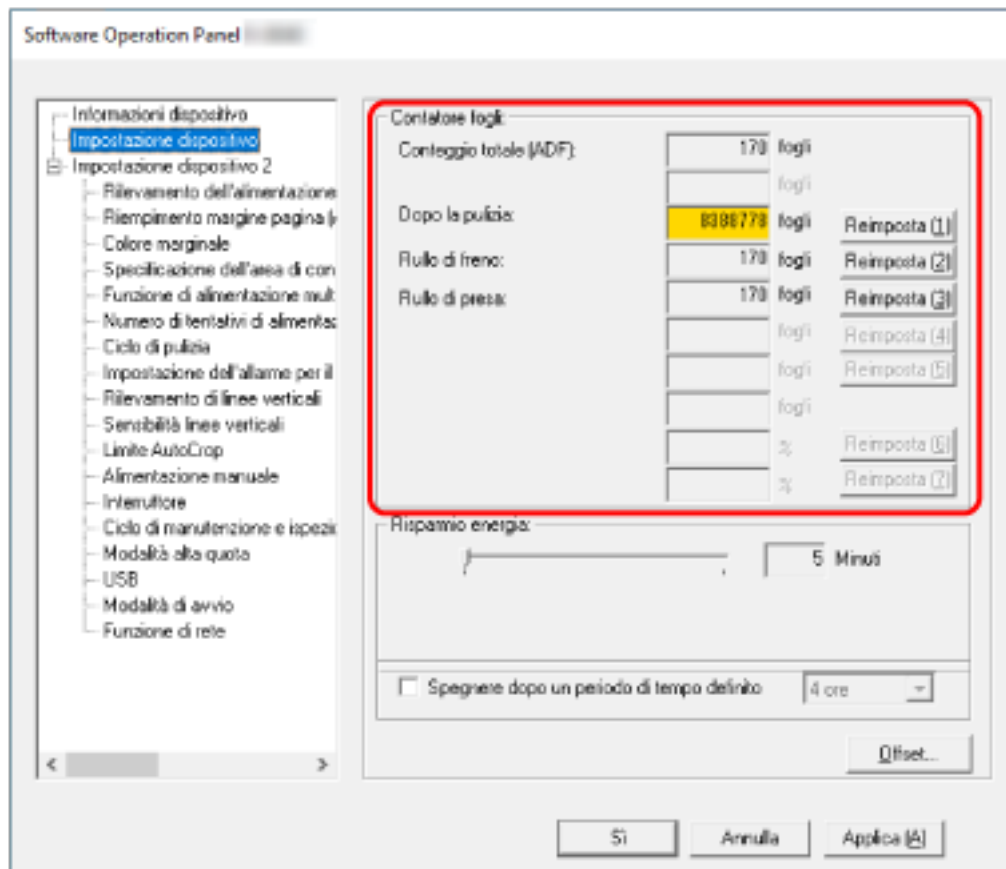 Software Operation Panel
Informazioni dispositivo
Impostazione dispositivo
Impostazione dispositivo 2
Rilevamento dell'alimentazione
Riempimento margine pagina
Colore marginale
Specificazione dell'area di con
Funzione di alimentazione mult
Numero di tentativi di alimentaz
Ciclo di pulizia
Impostazione dell'allarme per il
Rilevamento di linee verticali
Sensibilità linee verticali
Limite AutoCrop
Alimentazione manuale
Interruttore
Ciclo di manutenzione e ispezio
Modalità alta quota
USB
Modalità di avvio
Funzione di rete
Contatore fogli:
Conteggio totale (ADF): 170 fogli
fogli
Dopo la pulizia: 8388778 fogli Reimposta (1)
Rullo di freno: 170 fogli Reimposta (2)
Rullo di presa: 170 fogli Reimposta (3)
fogli Reimposta (4)
fogli Reimposta (5)
fogli
% Reimposta (6)
% Reimposta (7)
Risparmio energia:
5 Minuti
Spegnere dopo un periodo di tempo definito 4 ore
Offset...
Sì Annulla Applica (A)